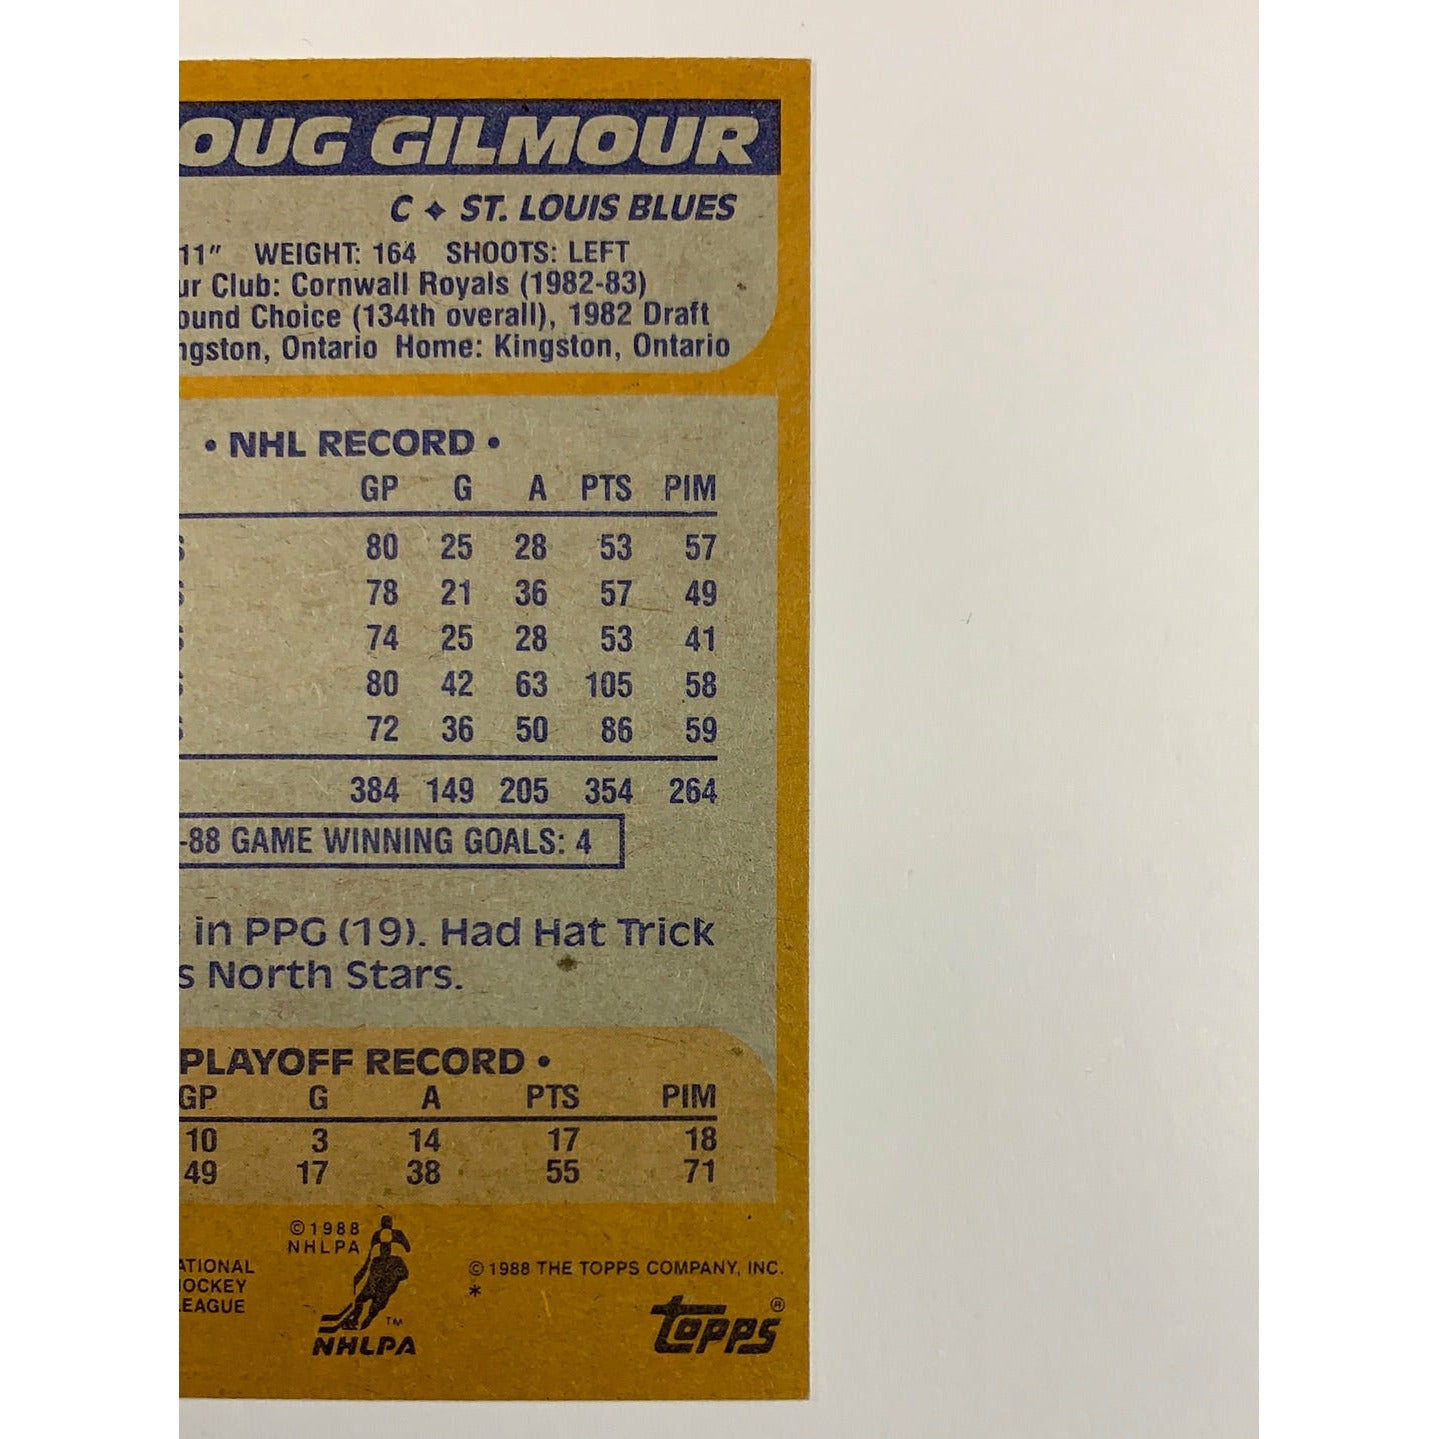 OUG GILMOUR
C ✦ ST. LOUIS BLUES
11" WEIGHT: 164 SHOOTS: LEFT
ur Club: Cornwall Royals (1982-83)
ound Choice (134th overall), 1982 Draft
ngston, Ontario Home: Kingston, Ontario
• NHL RECORD •
GP G A PTS PIM
S 80 25 28 53 57
S 78 21 36 57 49
S 74 25 28 53 41
S 80 42 63 105 58
S 72 36 50 86 59
384 149 205 354 264
-88 GAME WINNING GOALS: 4
in PPG (19). Had Hat Trick
s North Stars.
PLAYOFF RECORD •
GP G A PTS PIM
10 3 14 17 18
49 17 38 55 71
©1988
NHLPA
ATIONAL
OCKEY
EAGUE
™
NHLPA
©1988 THE TOPPS COMPANY, INC.
*
topps®